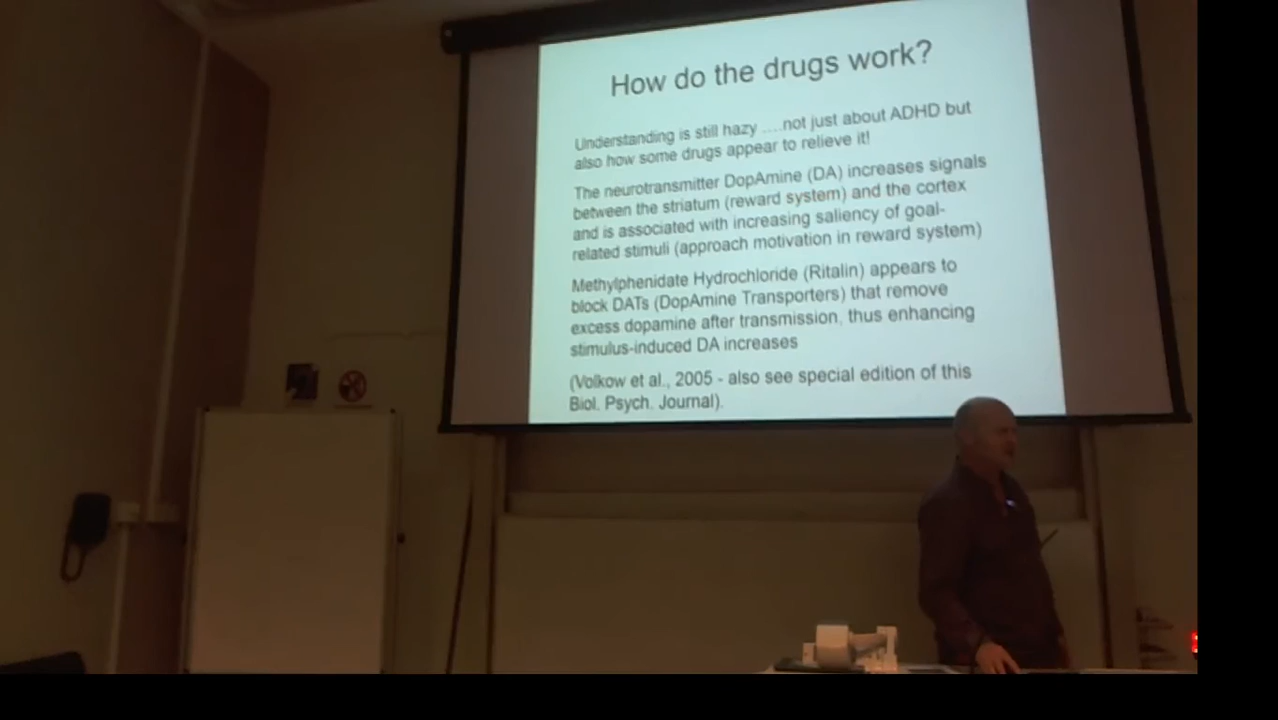 How do the drugs work?
Understanding is still hazy ....not just about ADHD but
also how some drugs appear to relieve it!
The neurotransmitter DopAmine (DA) increases signals
between the striatum (reward system) and the cortex
and is associated with increasing saliency of goal-
related stimuli (approach motivation in reward system)
Methylphenidate Hydrochloride (Ritalin) appears to
block DATs (DopAmine Transporters) that remove
excess dopamine after transmission, thus enhancing
stimulus-induced DA increases
(Volkow et al., 2005 - also see special edition of this
Biol. Psych. Journal).